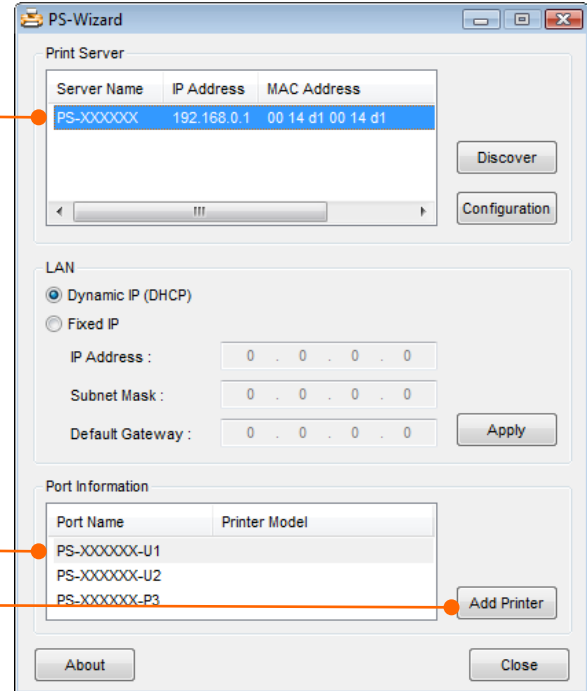 PS-Wizard
Print Server
Server Name IP Address MAC Address
PS-XXXXXX 192.168.0.1 00 14 d1 00 14 d1
Discover
Configuration
LAN
Dynamic IP (DHCP)
Fixed IP
IP Address : 0 . 0 . 0 . 0
Subnet Mask : 0 . 0 . 0 . 0
Default Gateway : 0 . 0 . 0 . 0
Apply
Port Information
Port Name Printer Model
PS-XXXXXX-U1
PS-XXXXXX-U2
PS-XXXXXX-P3
Add Printer
About Close